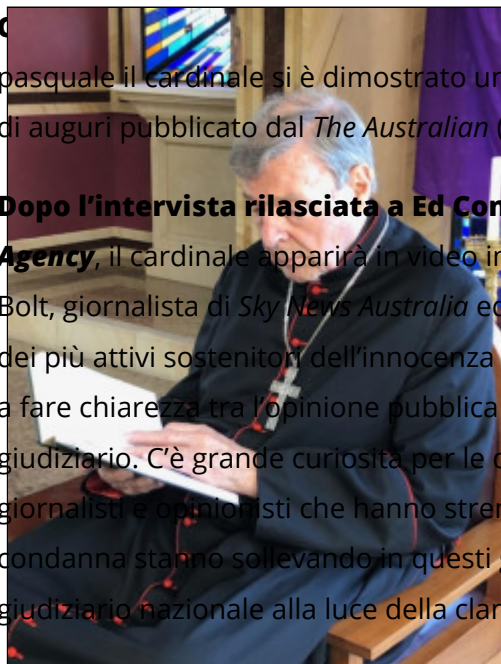 pasquale il cardinale si è dimostrato un
di auguri pubblicato dal The Australian
Dopo l'intervista rilasciata a Ed Con
Agency, il cardinale apparirà in video in
Bolt, giornalista di Sky News Australia ed
dei più attivi sostenitori dell'innocenza
a fare chiarezza tra l'opinione pubblica
giudiziario. C'è grande curiosità per le
giornalisti e opinionisti che hanno stren
condanna stanno sollevando in questi
giudiziario nazionale alla luce della clam